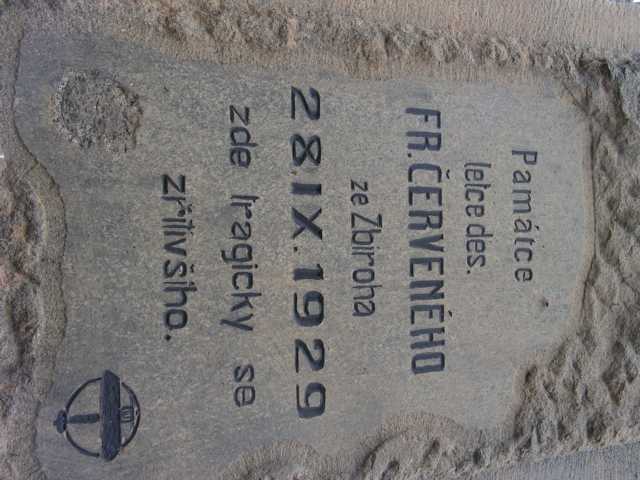 Památce
letce des.
FR. ČERVENÉHO
ze Zbiroha
28.IX.1929
zde tragicky se
zřítivšího.